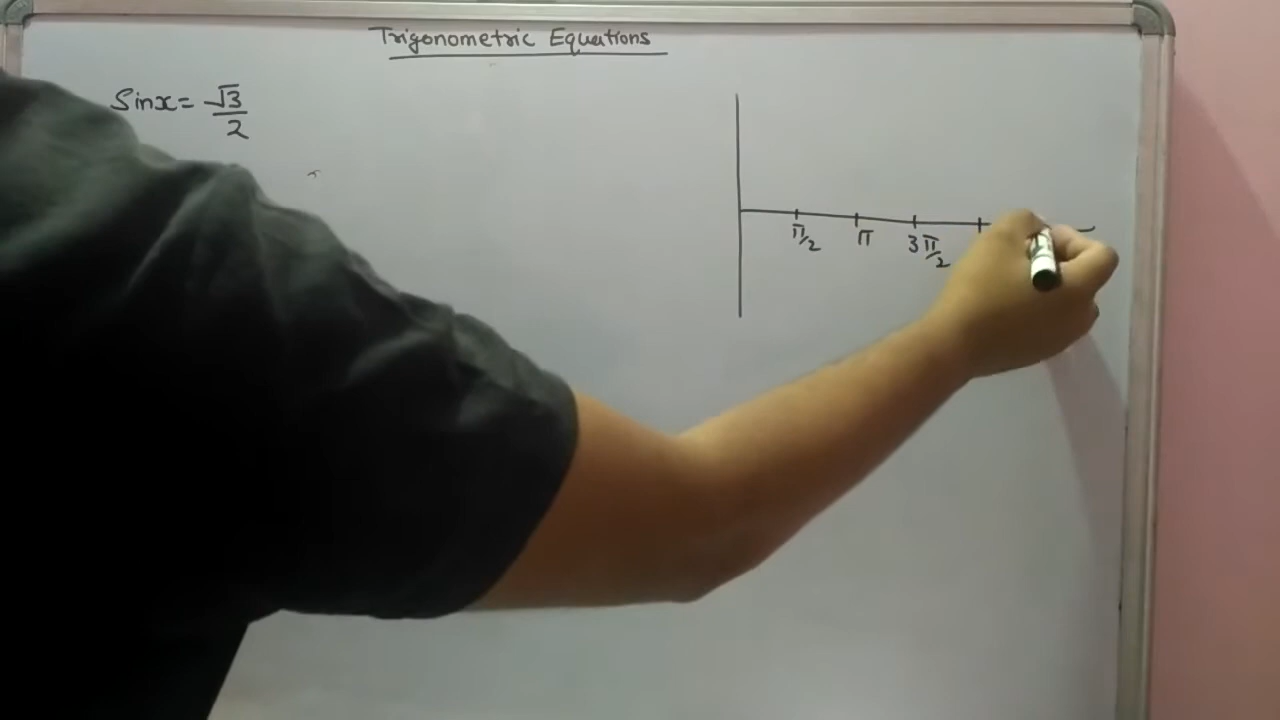 Trigonometric Equations
Sinx = √3/2
π/2 π 3π/2